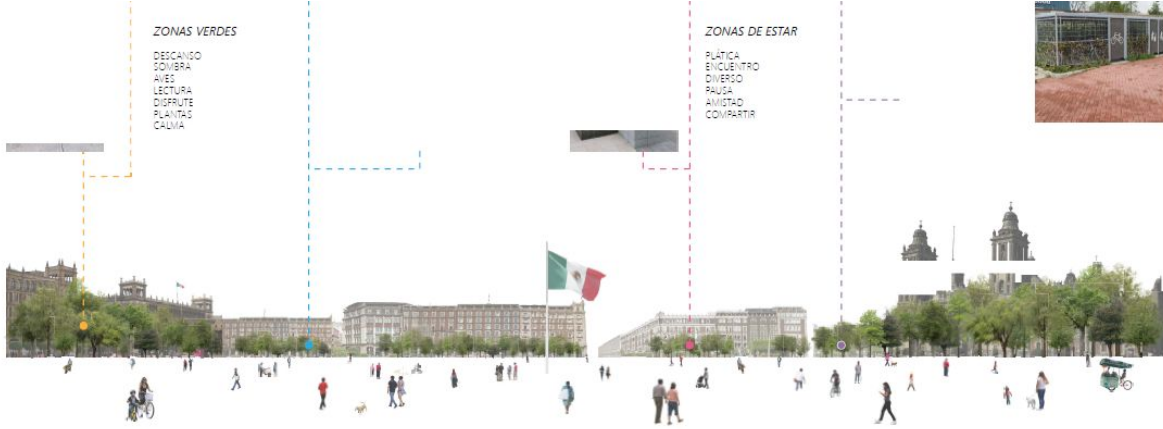 ZONAS VERDES
DESCANSO
SOMBRA
AVES
LECTURA
DISFRUTE
PLANTAS
CALMA
ZONAS DE ESTAR
PLÁTICA
ENCUENTRO
DIVERSO
PAUSA
AMISTAD
COMPARTIR